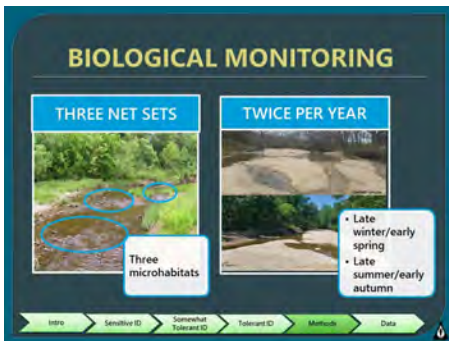 BIOLOGICAL MONITORING
THREE NET SETS
Three
microhabitats
TWICE PER YEAR
• Late
winter/early
spring
• Late
summer/early
autumn
Intro
Sensitive ID
Somewhat
Tolerant ID
Tolerant ID
Methods
Data